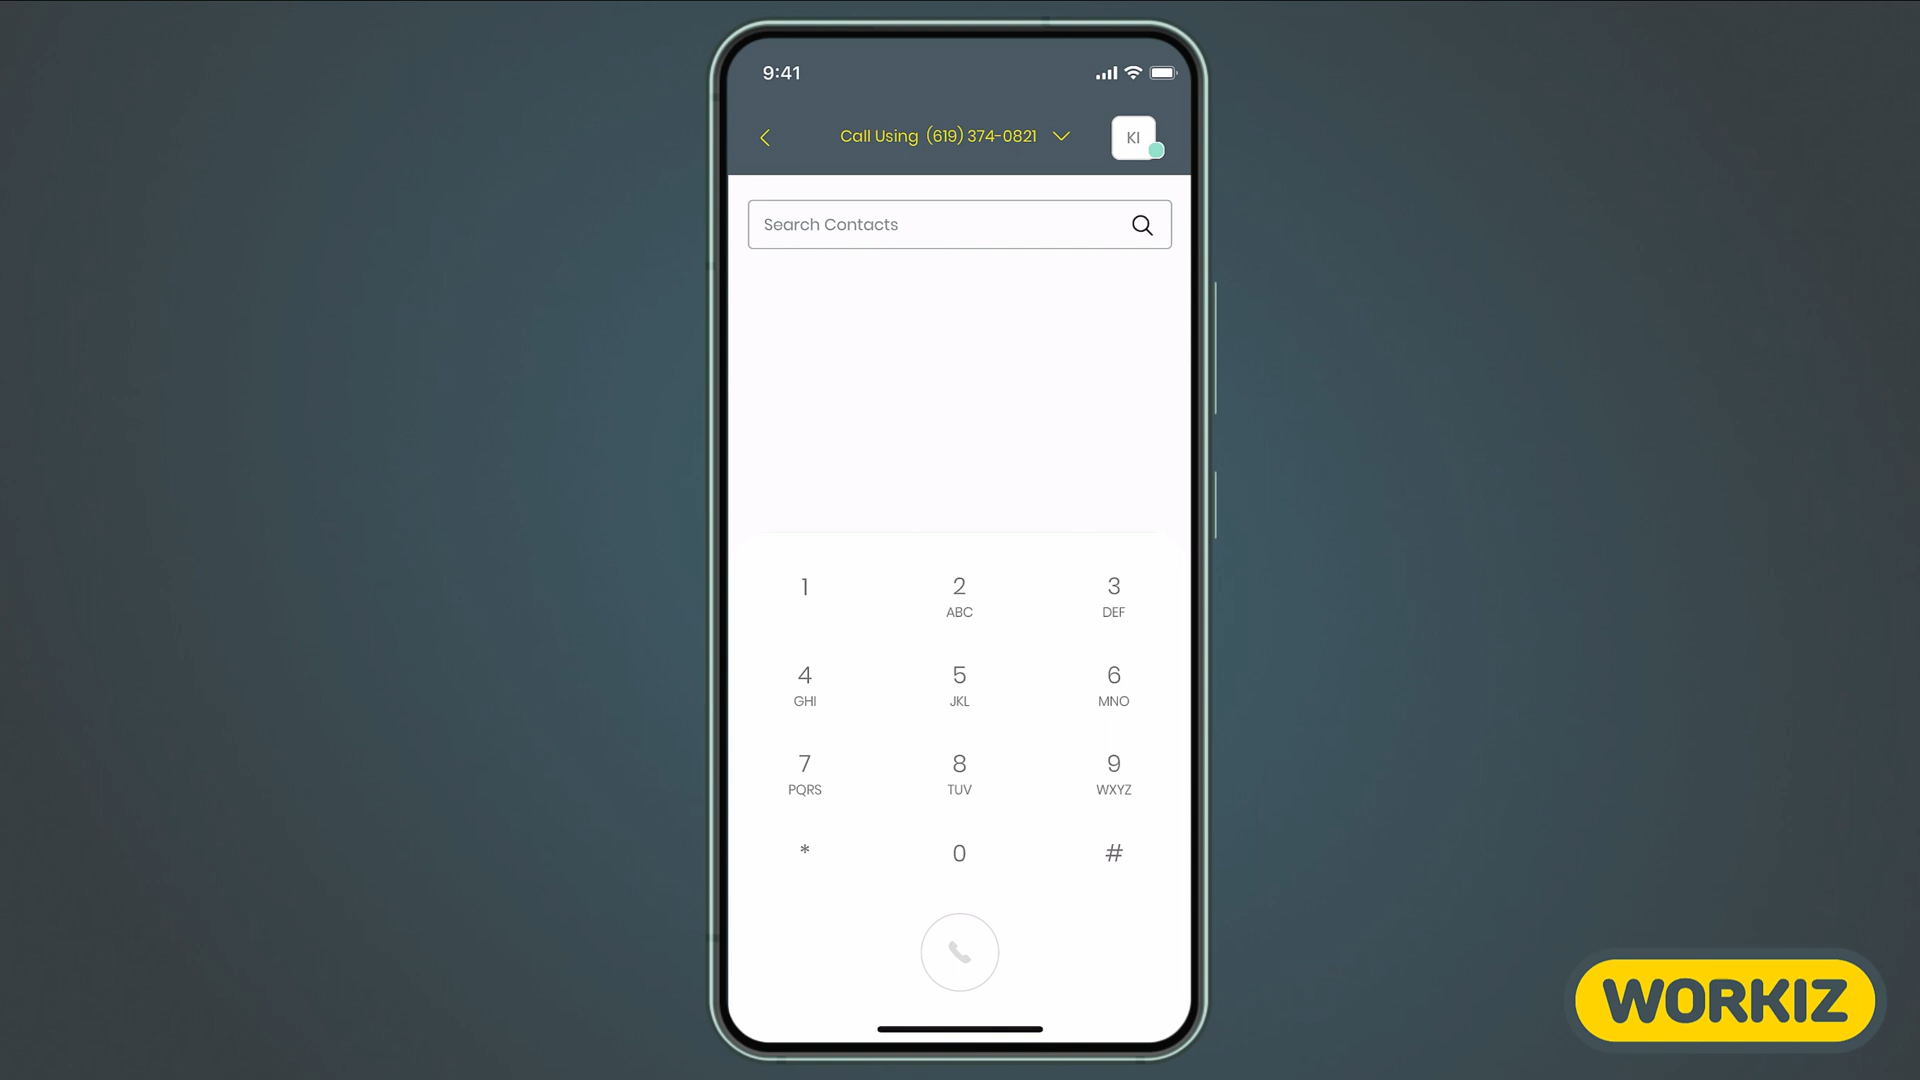 9:41
Call Using (619) 374-0821
KI
Search Contacts
1 2 3
ABC DEF
4 5 6
GHI JKL MNO
7 8 9
PQRS TUV WXYZ
* 0 #
WORKIZ